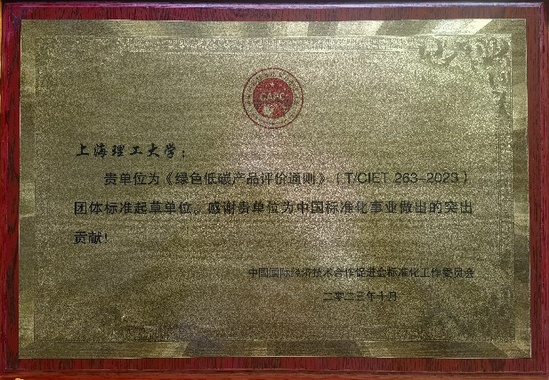 CAPC
上海理工大学：
贵单位为《绿色低碳产品评价通则》（T/CIET 263-2023）
团体标准起草单位。感谢贵单位为中国标准化事业做出的突出
贡献！
中国国际经济技术合作促进会标准化工作委员会
二零二三年十月